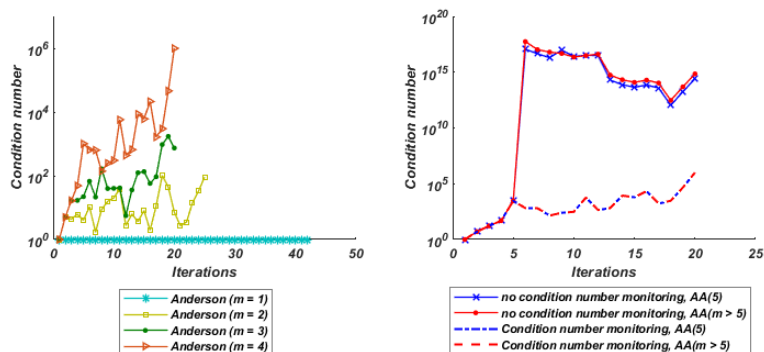 Condition number
10^6
10^4
10^2
10^0
0
10
20
30
40
50
Iterations
Anderson (m = 1)
Anderson (m = 2)
Anderson (m = 3)
Anderson (m = 4)
Condition number
10^20
10^15
10^10
10^5
10^0
0
5
10
15
20
25
Iterations
no condition number monitoring, AA(5)
no condition number monitoring, AA(m > 5)
Condition number monitoring, AA(5)
Condition number monitoring, AA(m > 5)